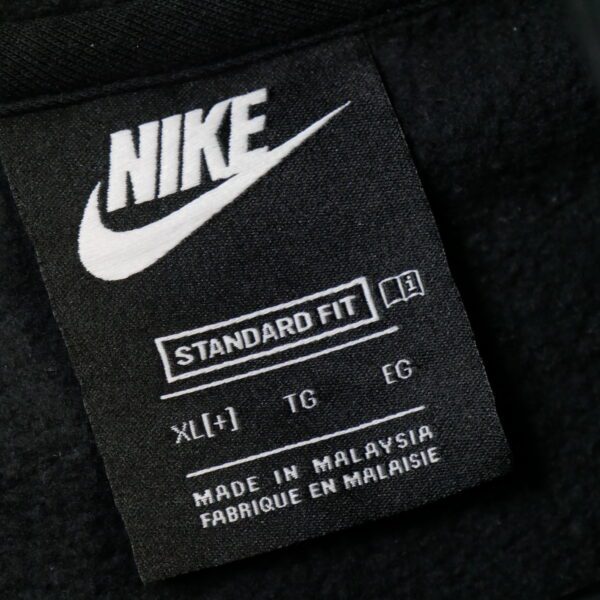 NIKE
STANDARD FIT i
XL[+] TG EG
MADE IN MALAYSIA
FABRIQUE EN MALAISIE